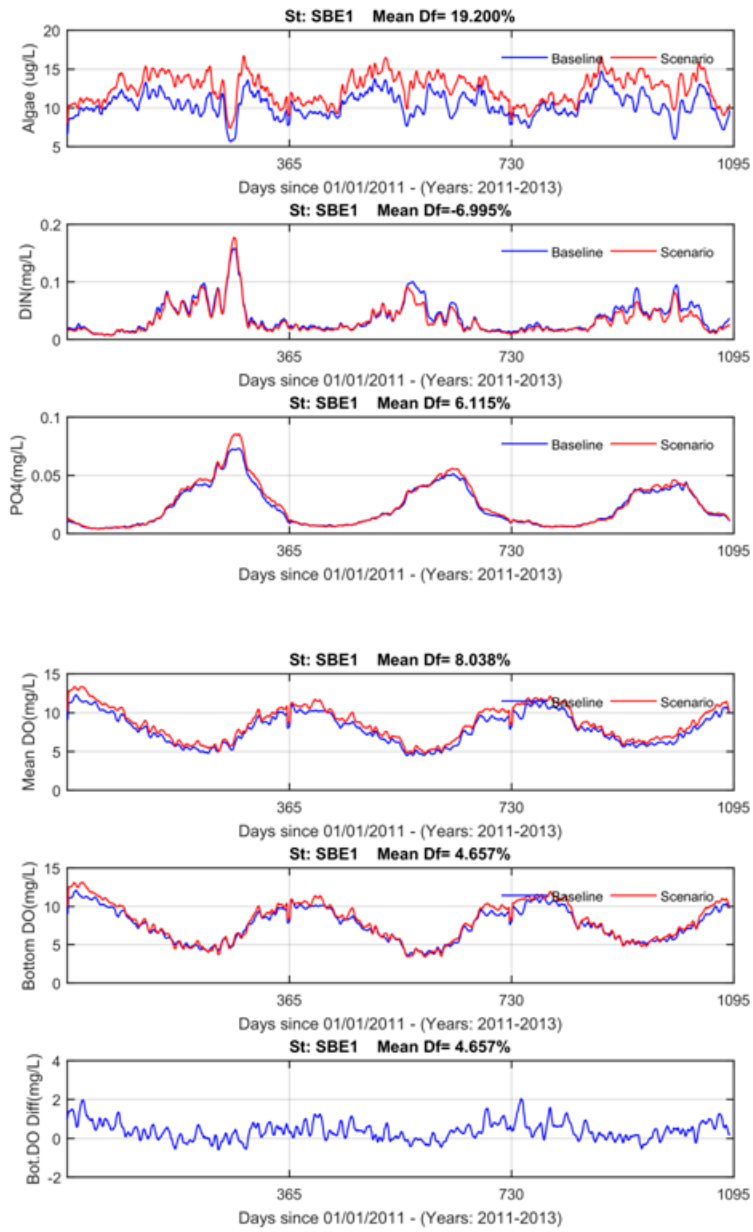 St: SBE1 Mean Df= 19.200%
20
15
10
5
Algae (ug/L)
Baseline Scenario
365 730 1095
Days since 01/01/2011 - (Years: 2011-2013)
St: SBE1 Mean Df=-6.995%
0.2
0.1
0
DIN(mg/L)
Baseline Scenario
365 730 1095
Days since 01/01/2011 - (Years: 2011-2013)
St: SBE1 Mean Df= 6.115%
0.1
0.05
0
PO4(mg/L)
Baseline Scenario
365 730 1095
Days since 01/01/2011 - (Years: 2011-2013)
St: SBE1 Mean Df= 8.038%
15
10
5
0
Mean DO(mg/L)
Baseline Scenario
365 730 1095
Days since 01/01/2011 - (Years: 2011-2013)
St: SBE1 Mean Df= 4.657%
15
10
5
0
Bottom DO(mg/L)
Baseline Scenario
365 730 1095
Days since 01/01/2011 - (Years: 2011-2013)
St: SBE1 Mean Df= 4.657%
4
2
0
-2
Bot.DO Diff(mg/L)
365 730 1095
Days since 01/01/2011 - (Years: 2011-2013)